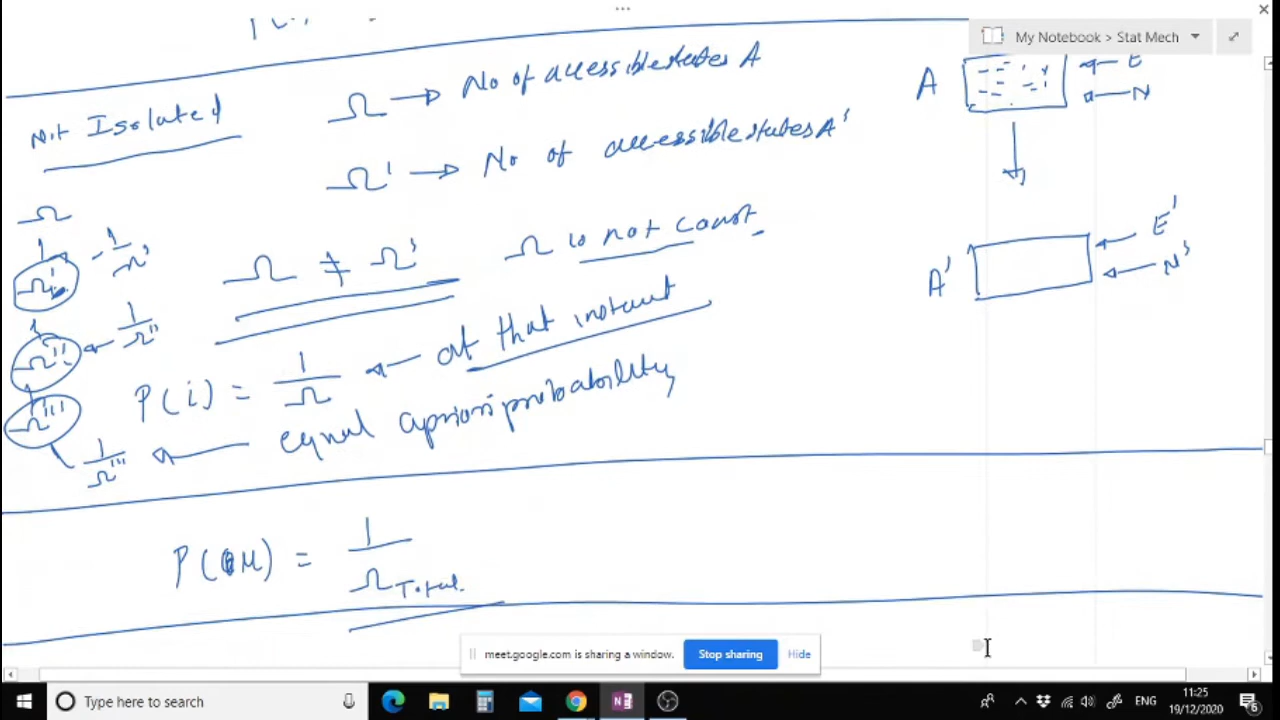 My Notebook > Stat Mech
Not Isolated
Ω → No of accessible states A
Ω' → No of accessible states A'
A
E
N
Ω
Ω' - 1/Ω'
Ω ≠ Ω'
Ω is not const
A'
E'
N'
Ω'' ← 1/Ω''
P(i) = 1/Ω ← at that instant
Ω'''
1/Ω''' ← equal apriori probability
P(M) = 1/Ω Total
meet.google.com is sharing a window.
Stop sharing
Hide
Type here to search
ENG
11:25
19/12/2020
6